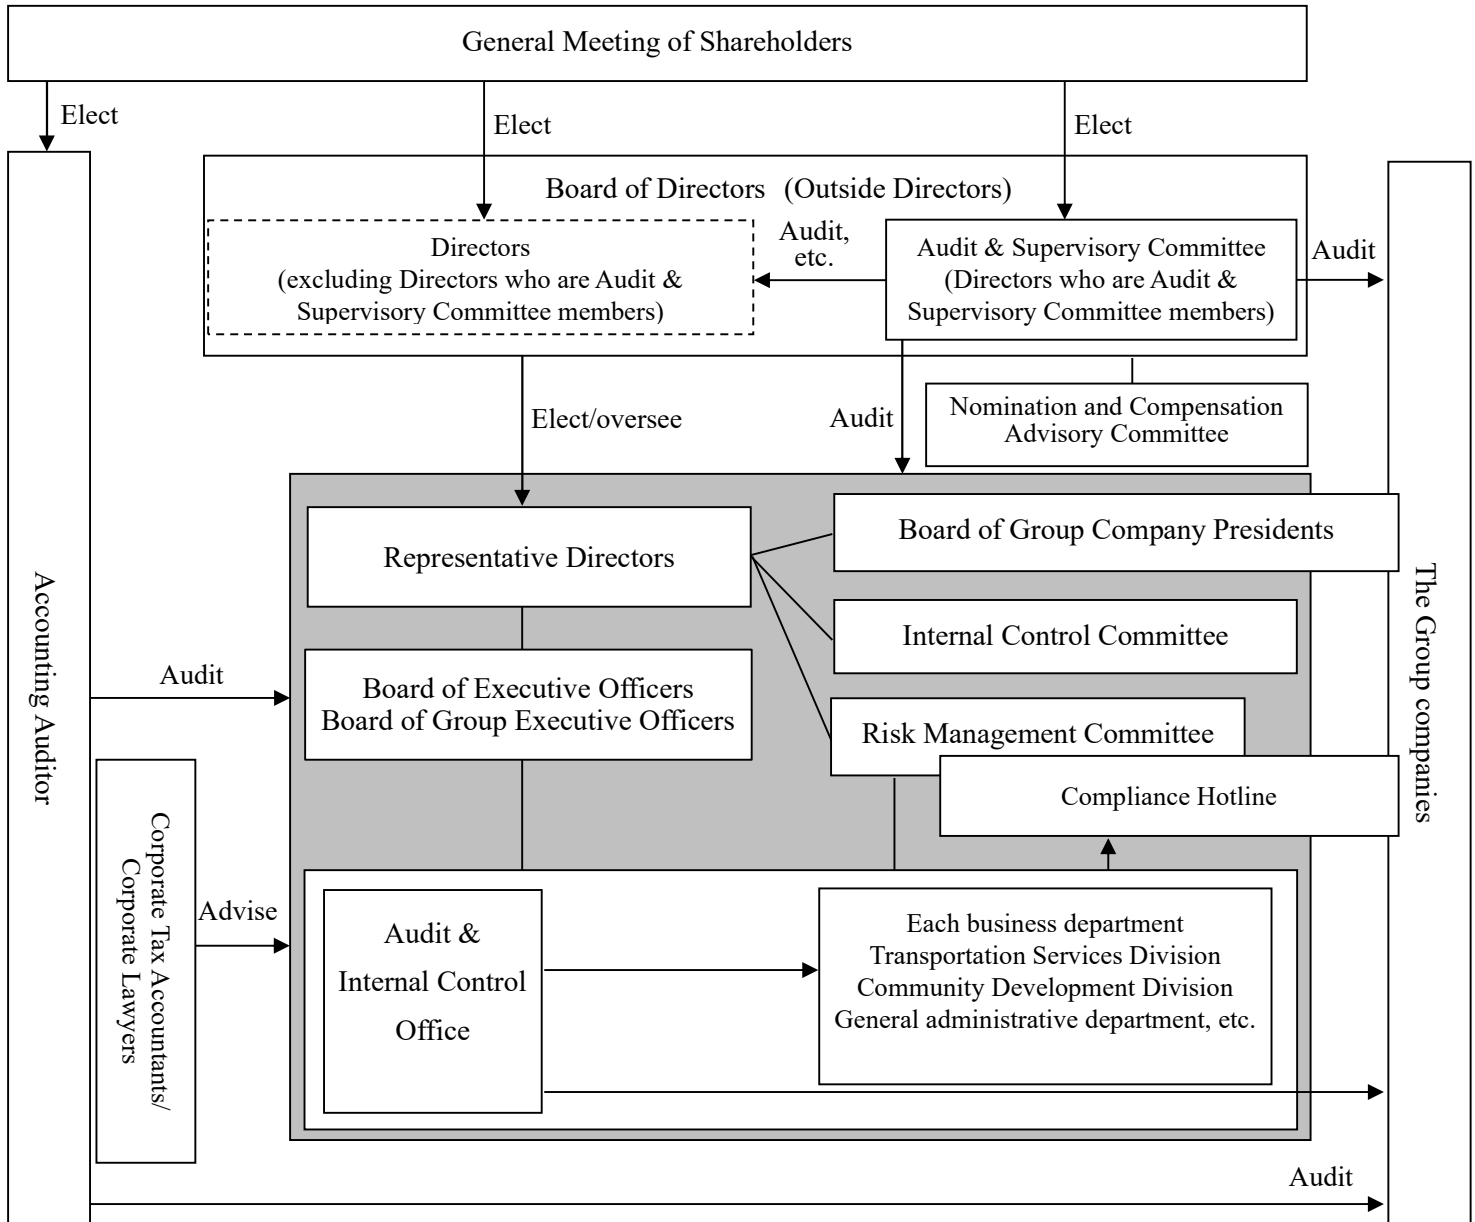 General Meeting of Shareholders
Elect
Elect
Elect
Board of Directors (Outside Directors)
Directors
(excluding Directors who are Audit &
Supervisory Committee members)
Audit,
etc.
Audit & Supervisory Committee
(Directors who are Audit &
Supervisory Committee members)
Audit
Elect/oversee
Audit
Nomination and Compensation
Advisory Committee
Representative Directors
Board of Group Company Presidents
Internal Control Committee
Accounting Auditor
The Group companies
Audit
Board of Executive Officers
Board of Group Executive Officers
Risk Management Committee
Compliance Hotline
Corporate Tax Accountants/
Corporate Lawyers
Advise
Audit &
Internal Control
Office
Each business department
Transportation Services Division
Community Development Division
General administrative department, etc.
Audit